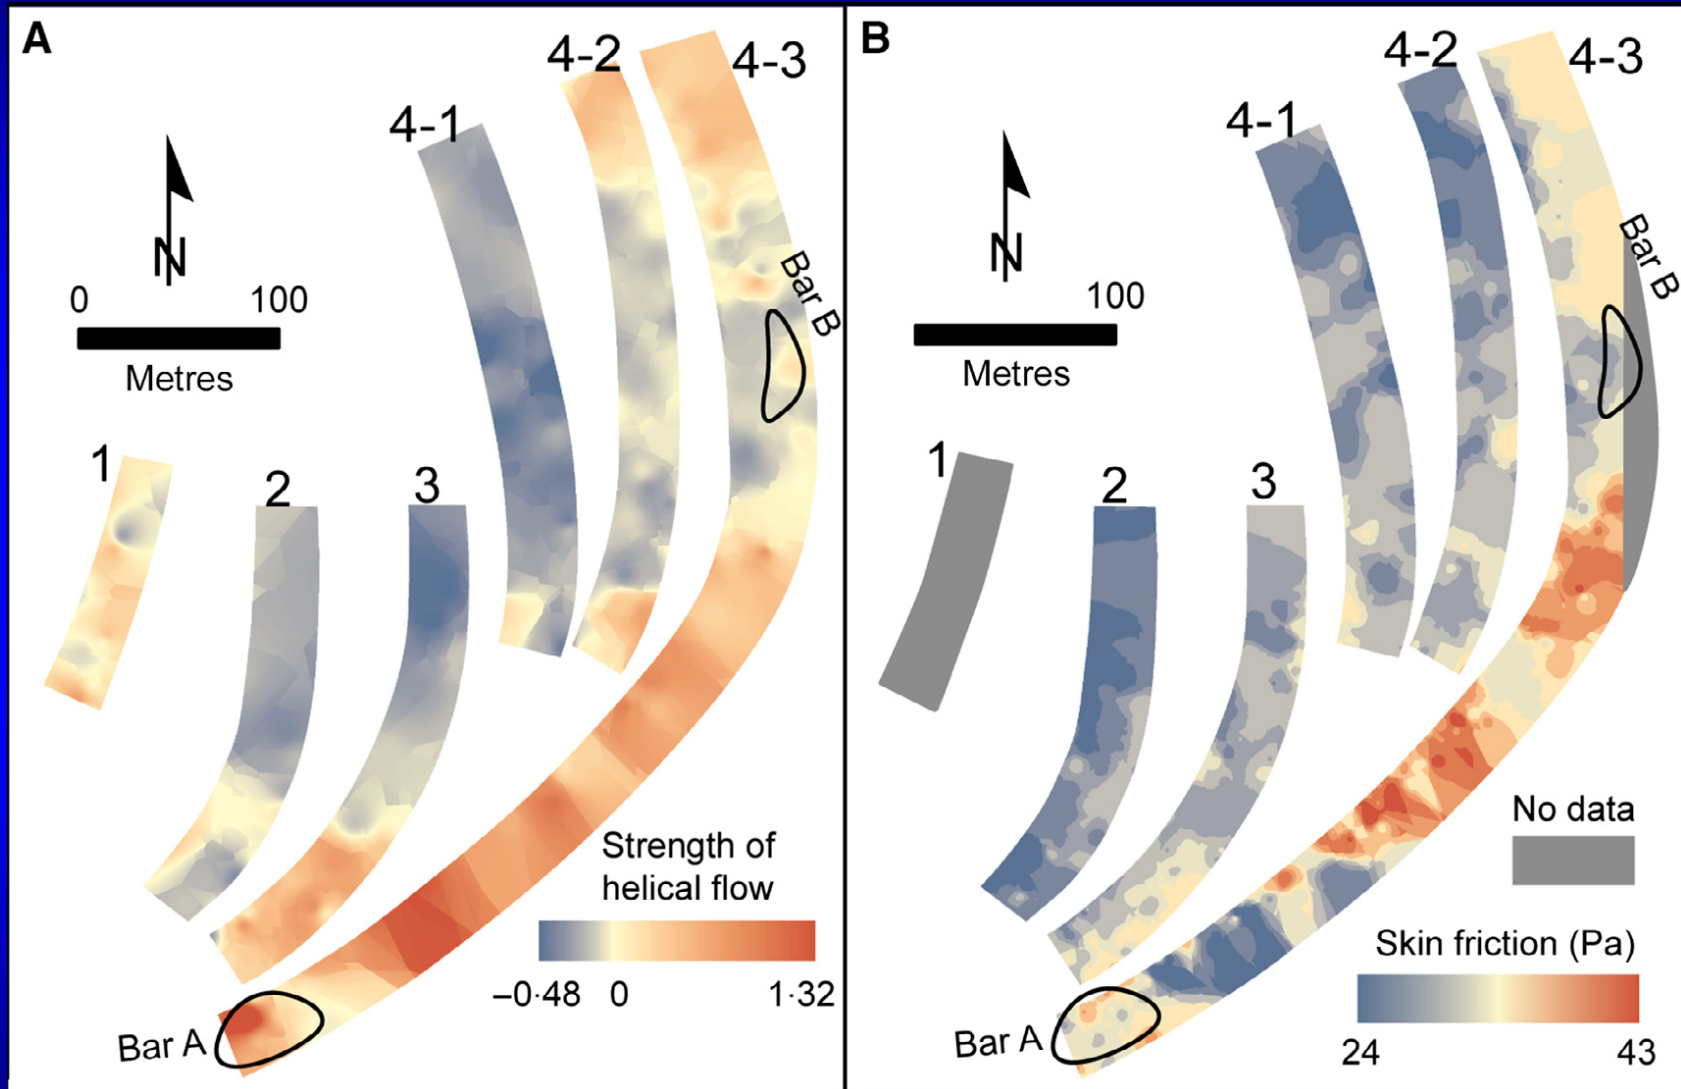 A
4-1
4-2
4-3
N
0 100
Metres
Bar B
1
2
3
Strength of
helical flow
−0·48 0 1·32
Bar A
B
4-1
4-2
4-3
N
100
Metres
Bar B
1
2
3
No data
Skin friction (Pa)
24 43
Bar A